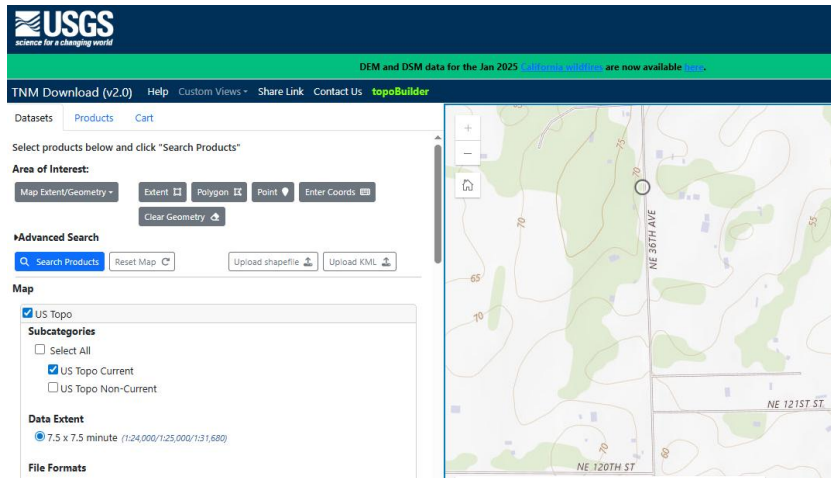 USGS
science for a changing world
DEM and DSM data for the Jan 2025 California wildfires are now available here.
TNM Download (v2.0) Help Custom Views Share Link Contact Us topoBuilder
Datasets Products Cart
Select products below and click "Search Products"
Area of Interest:
Map Extent/Geometry Extent Polygon Point Enter Coords
Clear Geometry
Advanced Search
Search Products Reset Map Upload shapefile Upload KML
Map
US Topo
Subcategories
Select All
US Topo Current
US Topo Non-Current
Data Extent
7.5 x 7.5 minute (1:24,000/1:25,000/1:31,680)
File Formats
+
−
75
70
70
55
NE 36TH AVE
65
70
NE 121ST ST
70
60
NE 120TH ST